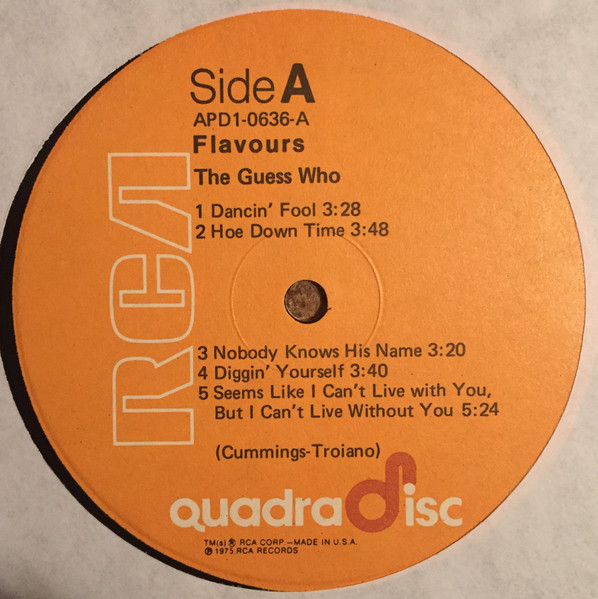 Side A
APD1-0636-A
Flavours
The Guess Who
1 Dancin' Fool 3:28
2 Hoe Down Time 3:48
RCA
3 Nobody Knows His Name 3:20
4 Diggin' Yourself 3:40
5 Seems Like I Can't Live with You,
But I Can't Live Without You 5:24
(Cummings-Troiano)
quadradisc
TM(s) ® RCA CORP.—MADE IN U.S.A.
℗ 1975, RCA RECORDS